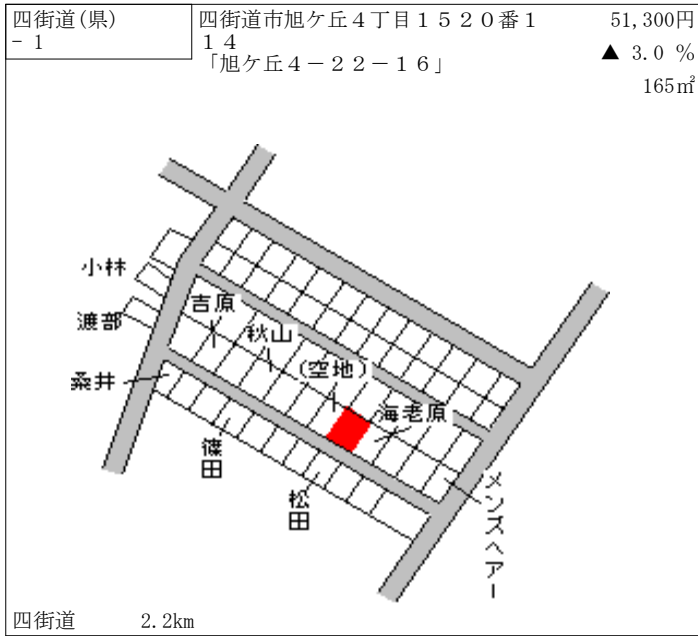 四街道(県)
－1
四街道市旭ケ丘４丁目１５２０番１
１４
「旭ケ丘４－２２－１６」
51,300円
▲ 3.0 %
165㎡
小林
渡部
吉原
秋山
(空地)
桑井
海老原
篠田
松田
メンズヘアー
四街道 2.2km